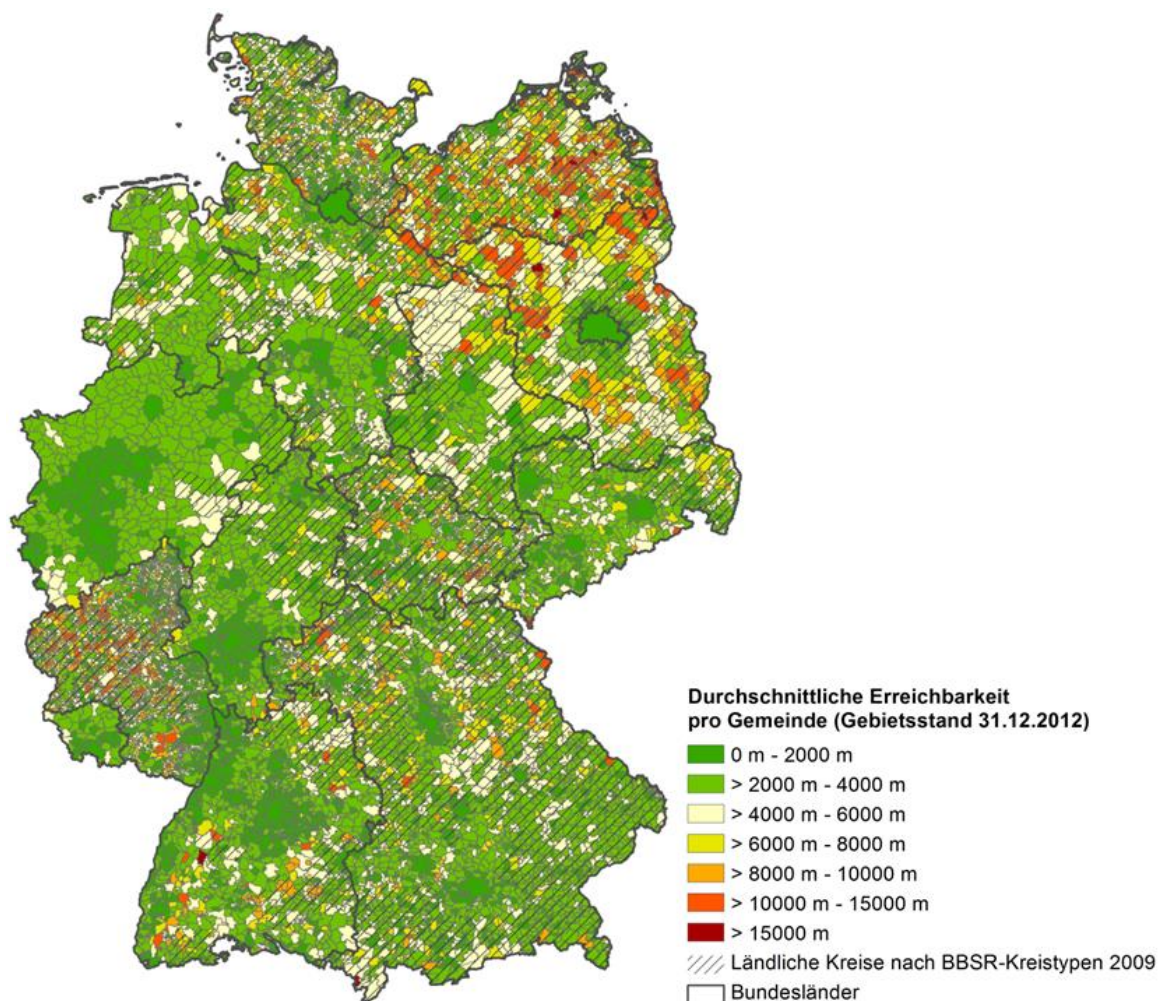 Durchschnittliche Erreichbarkeit
pro Gemeinde (Gebietsstand 31.12.2012)
0 m - 2000 m
> 2000 m - 4000 m
> 4000 m - 6000 m
> 6000 m - 8000 m
> 8000 m - 10000 m
> 10000 m - 15000 m
> 15000 m
Ländliche Kreise nach BBSR-Kreistypen 2009
Bundesländer